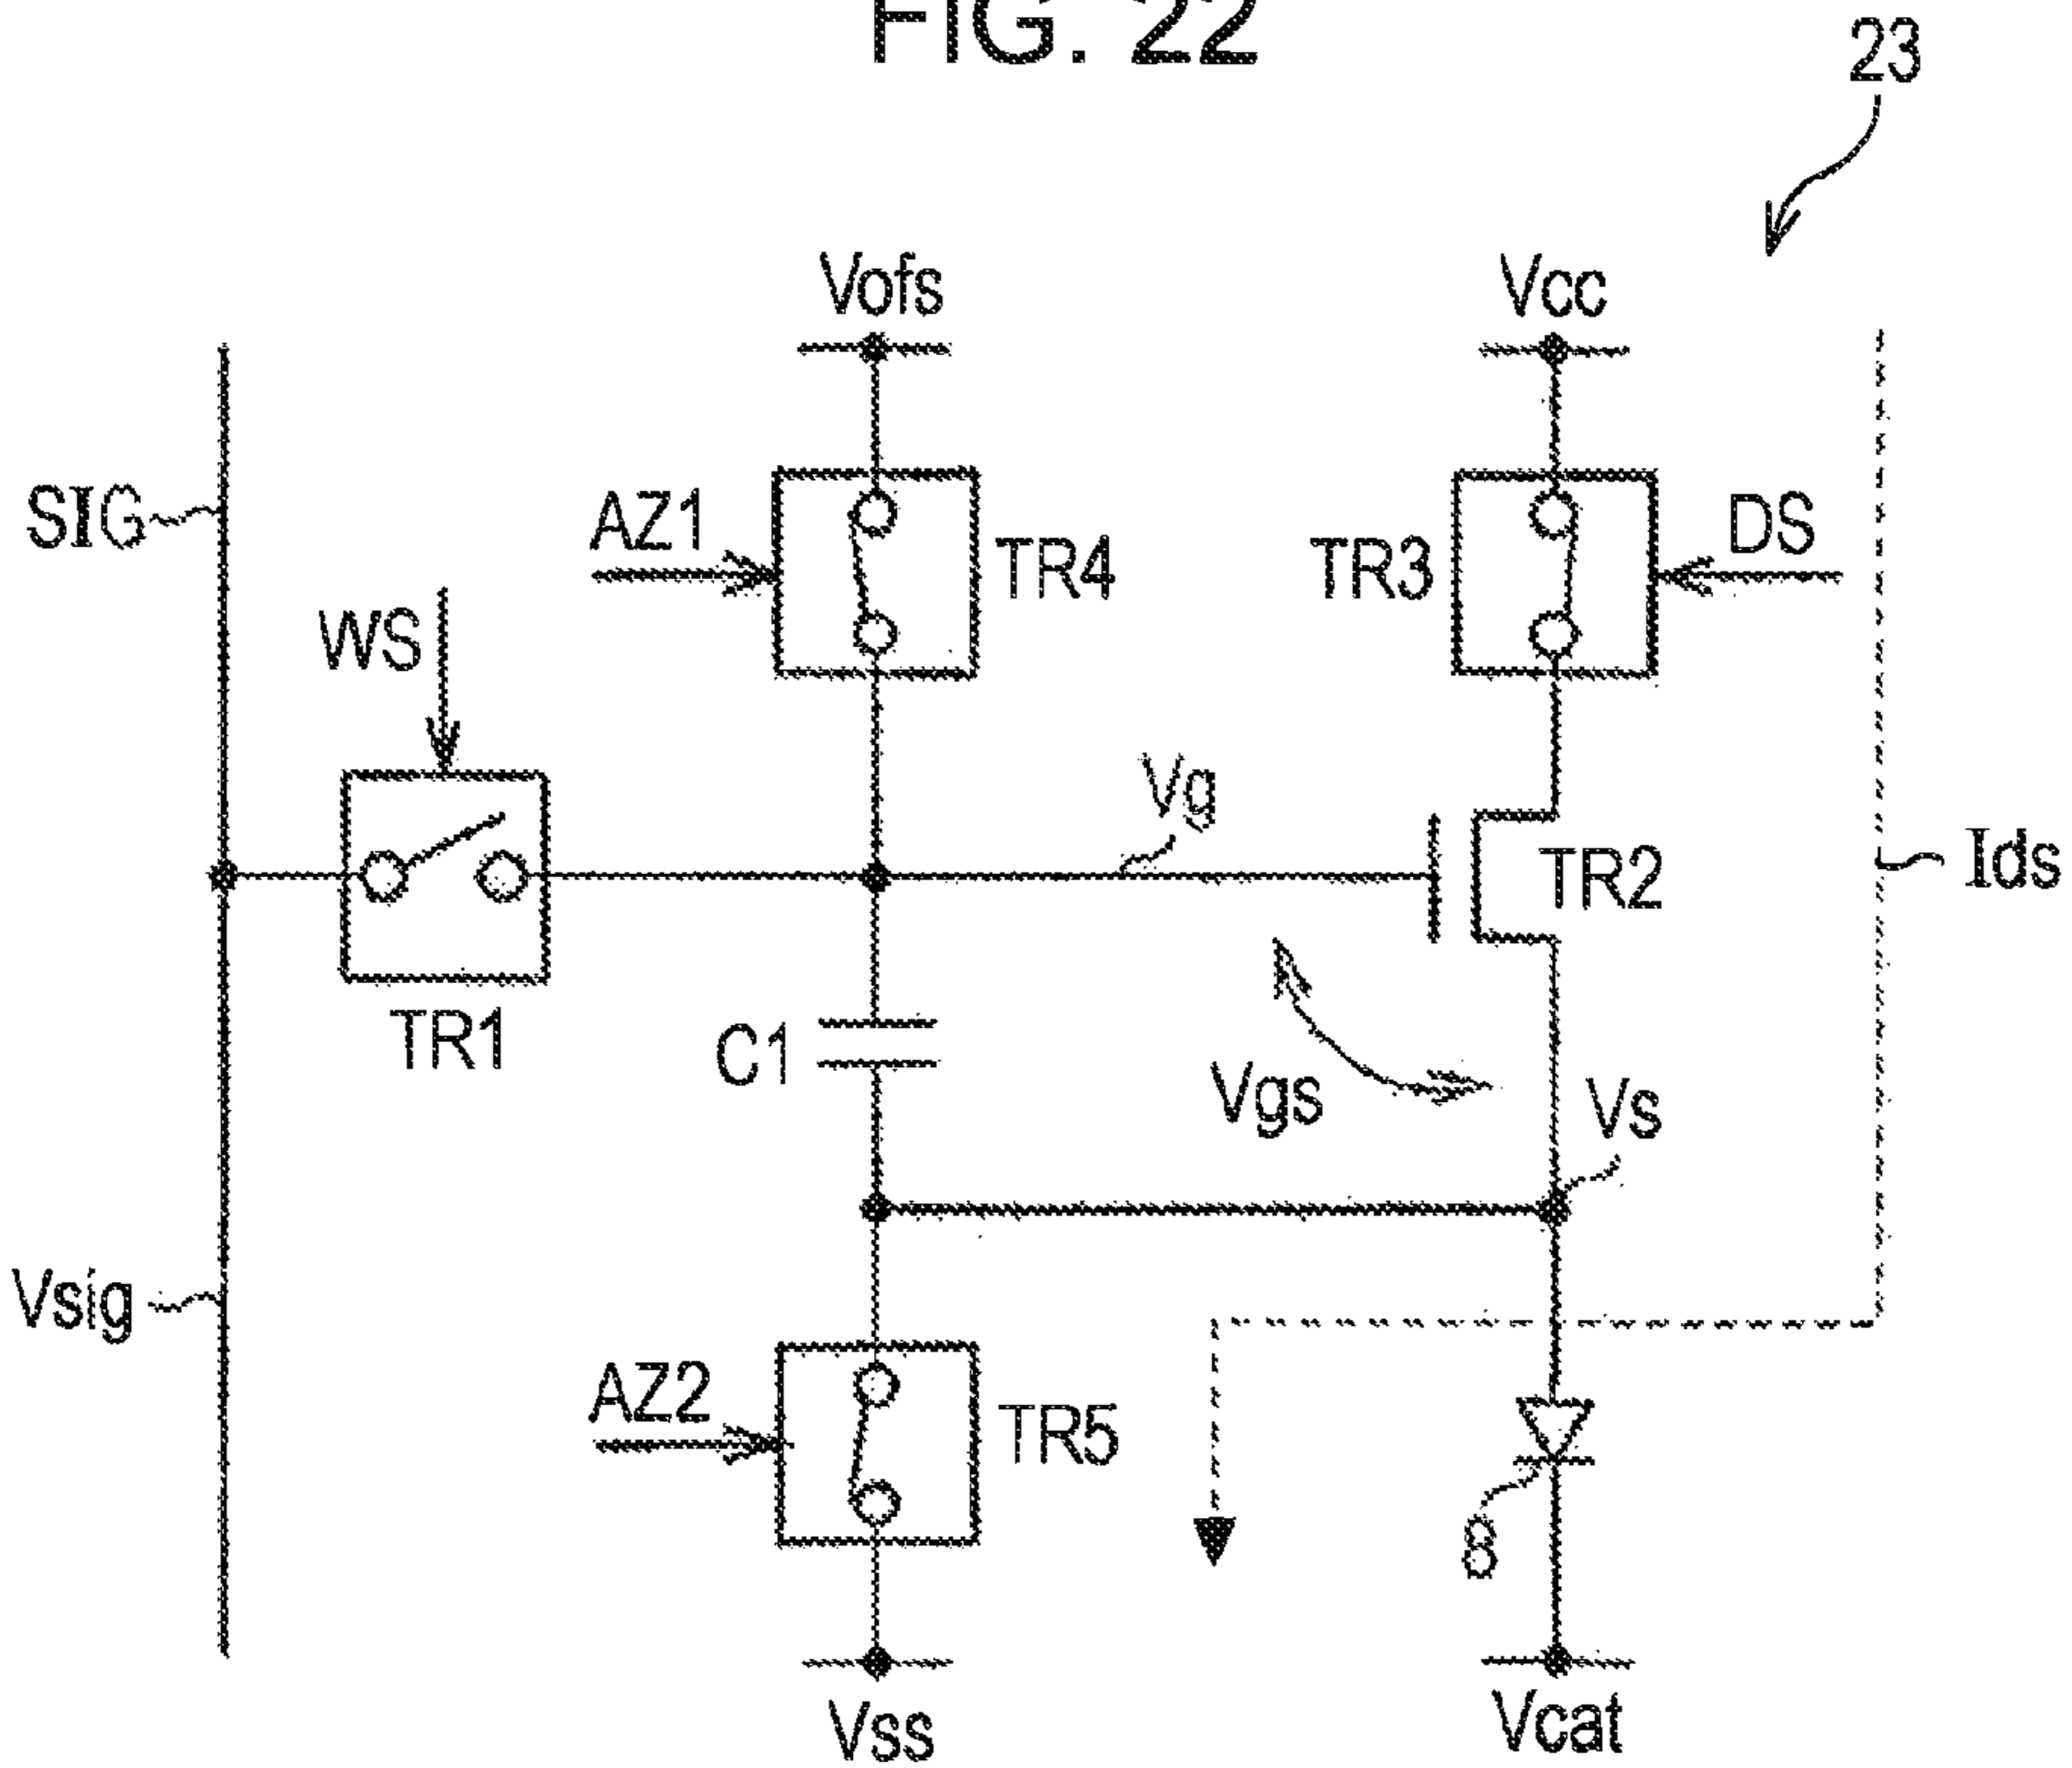 FIG. 22
23
Vofs
Vcc
SIG
AZ1
TR4
TR3
DS
WS
Vg
TR2
Ids
TR1
C1
Vgs
Vs
Vsig
AZ2
TR5
8
Vss
Vcat